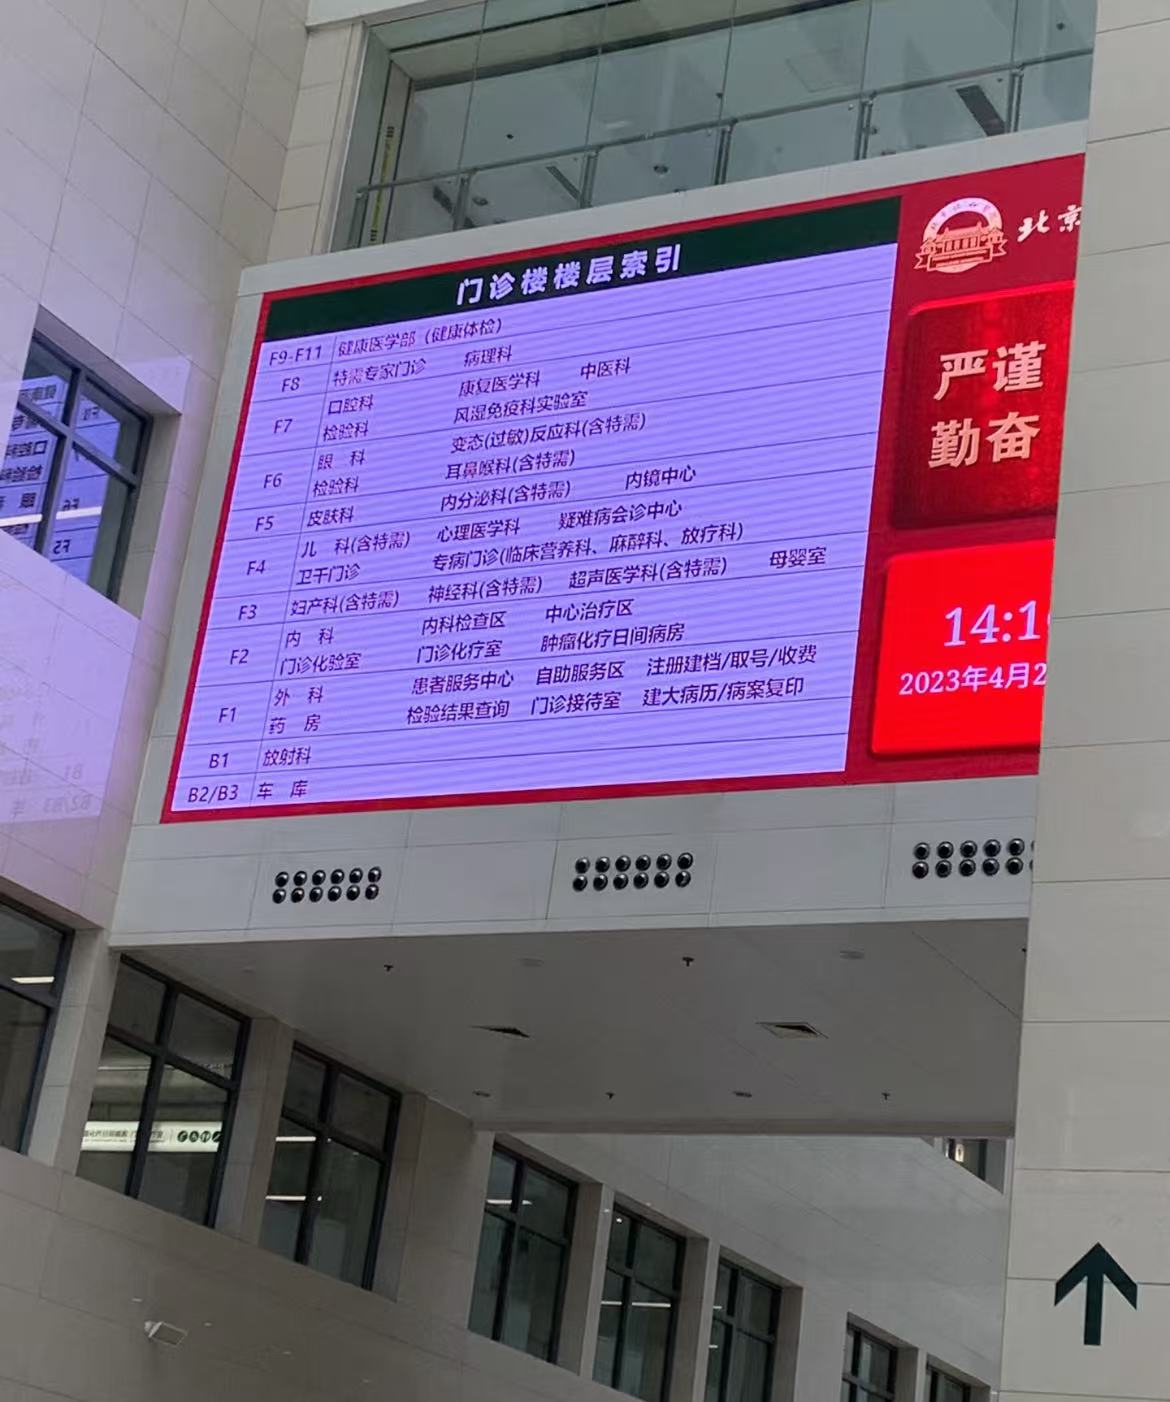 门诊楼楼层索引
F9-F11 健康医学部（健康体检）
F8 特需专家门诊 病理科
F7 口腔科 康复医学科 中医科
检验科 风湿免疫科实验室
F6 眼 科 变态(过敏)反应科(含特需)
检验科 耳鼻喉科(含特需)
F5 皮肤科 内分泌科(含特需) 内镜中心
F4 儿 科(含特需) 心理医学科 疑难病会诊中心
卫干门诊 专病门诊(临床营养科、麻醉科、放疗科)
F3 妇产科(含特需) 神经科(含特需) 超声医学科(含特需) 母婴室
F2 内 科 内科检查区 中心治疗区
门诊化验室 门诊化疗室 肿瘤化疗日间病房
F1 外 科 患者服务中心 自助服务区 注册建档/取号/收费
药 房 检验结果查询 门诊接待室 建大病历/病案复印
B1 放射科
B2/B3 车 库
北京
严谨
勤奋
14:1
2023年4月2